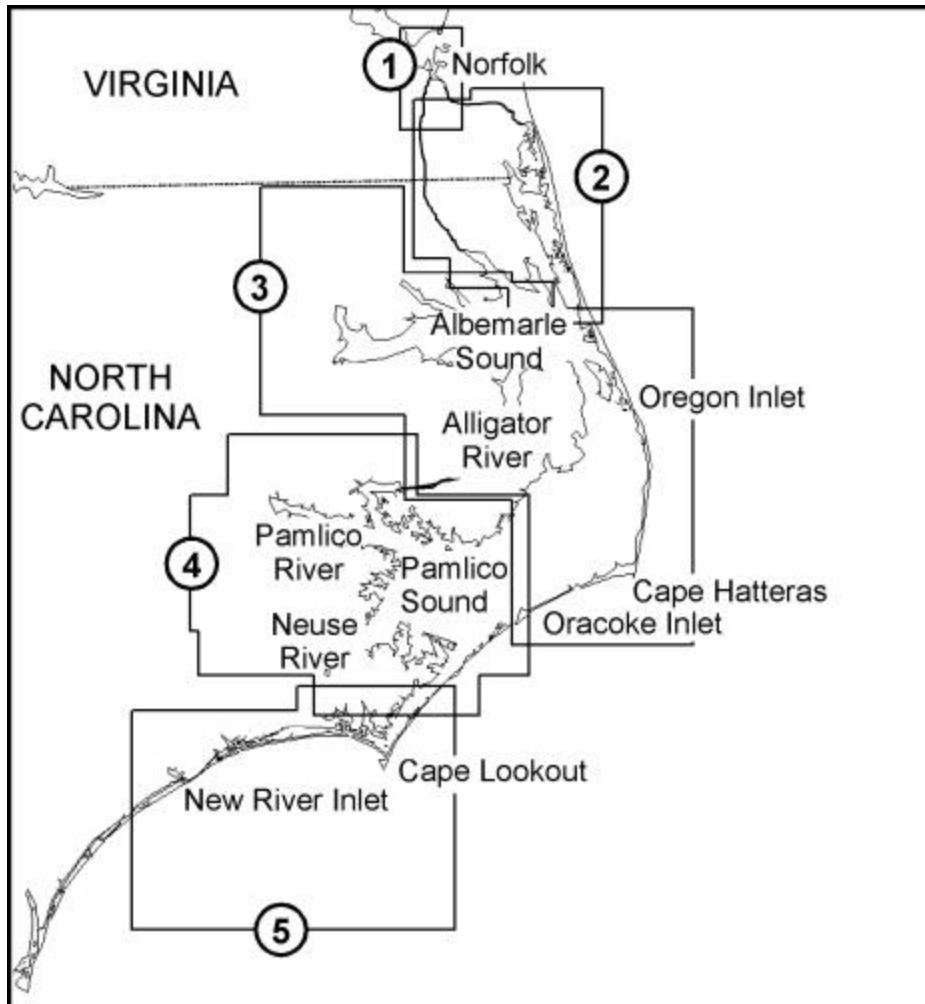 1
Norfolk
VIRGINIA
2
3
Albemarle
Sound
NORTH
CAROLINA
Oregon Inlet
Alligator
River
Pamlico
River
4
Pamlico
Sound
Cape Hatteras
Oracoke Inlet
Neuse
River
Cape Lookout
New River Inlet
5